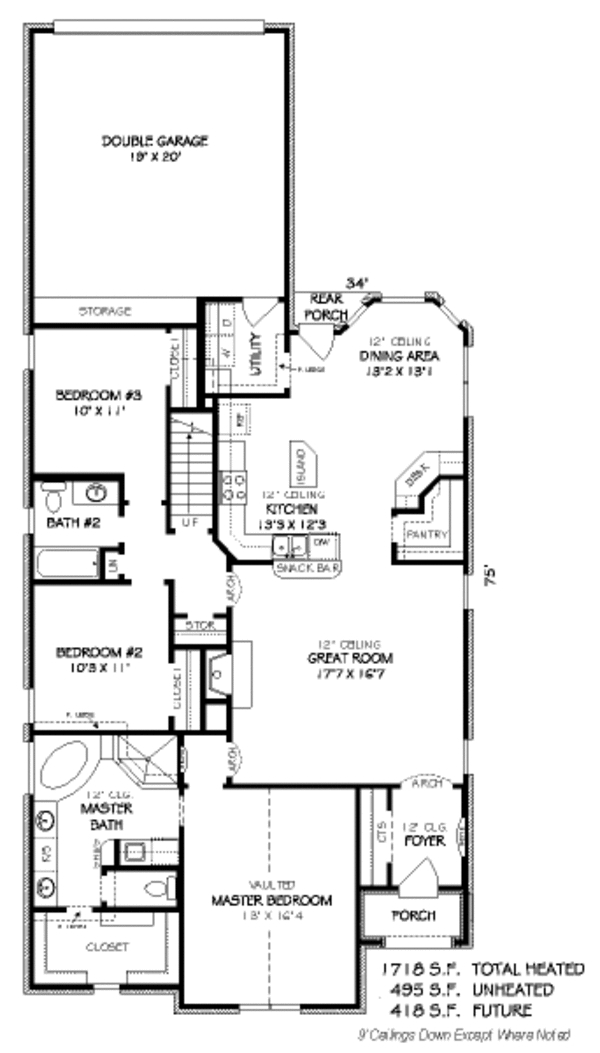 DOUBLE GARAGE
19' X 20'
STORAGE
34'
REAR
PORCH
12' CEILING
DINING AREA
13'2 X 13'1
D
W
UTILITY
CLOSET
BEDROOM #3
10' X 11'
REF
ISLAND
DESK
12' CEILING
KITCHEN
13'3 X 12'3
PANTRY
UP
BATH #2
DW
SNACK BAR
LIN
ARCH
75'
STOR
12' CEILING
GREAT ROOM
17'7 X 16'7
BEDROOM #2
10'3 X 11'
CLOSET
ARCH
ARCH
12' CLG.
MASTER
BATH
CTS
12' CLG.
FOYER
VAULTED
MASTER BEDROOM
13' X 16'4
PORCH
CLOSET
1718 S.F. TOTAL HEATED
495 S.F. UNHEATED
418 S.F. FUTURE
9' Ceilings Down Except Where Noted